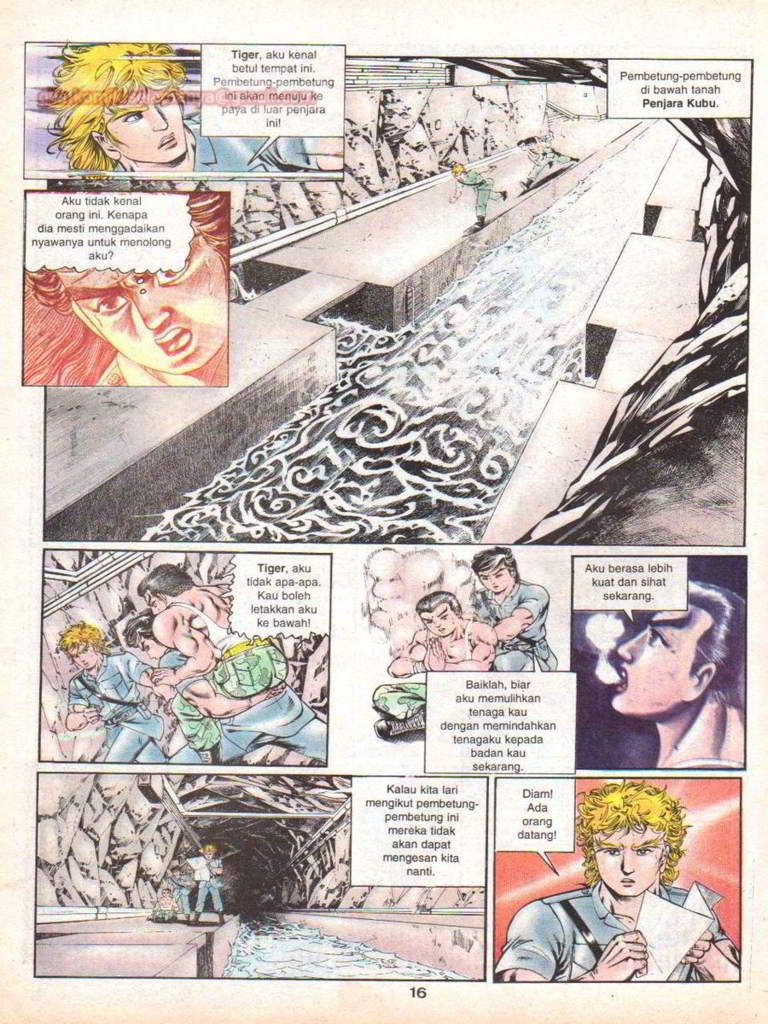 Tiger, aku kenal
betul tempat ini.
Pembetung-pembetung
ini akan menuju ke
paya di luar penjara
ini!
Pembetung-pembetung
di bawah tanah
Penjara Kubu.
Aku tidak kenal
orang ini. Kenapa
dia mesti menggadaikan
nyawanya untuk menolong
aku?
Tiger, aku
tidak apa-apa.
Kau boleh
letakkan aku
ke bawah!
Baiklah, biar
aku memulihkan
tenaga kau
dengan memindahkan
tenagaku kepada
badan kau
sekarang.
Aku berasa lebih
kuat dan sihat
sekarang.
Kalau kita lari
mengikut pembetung-
pembetung ini
mereka tidak
akan dapat
mengesan kita
nanti.
Diam!
Ada
orang
datang!
16